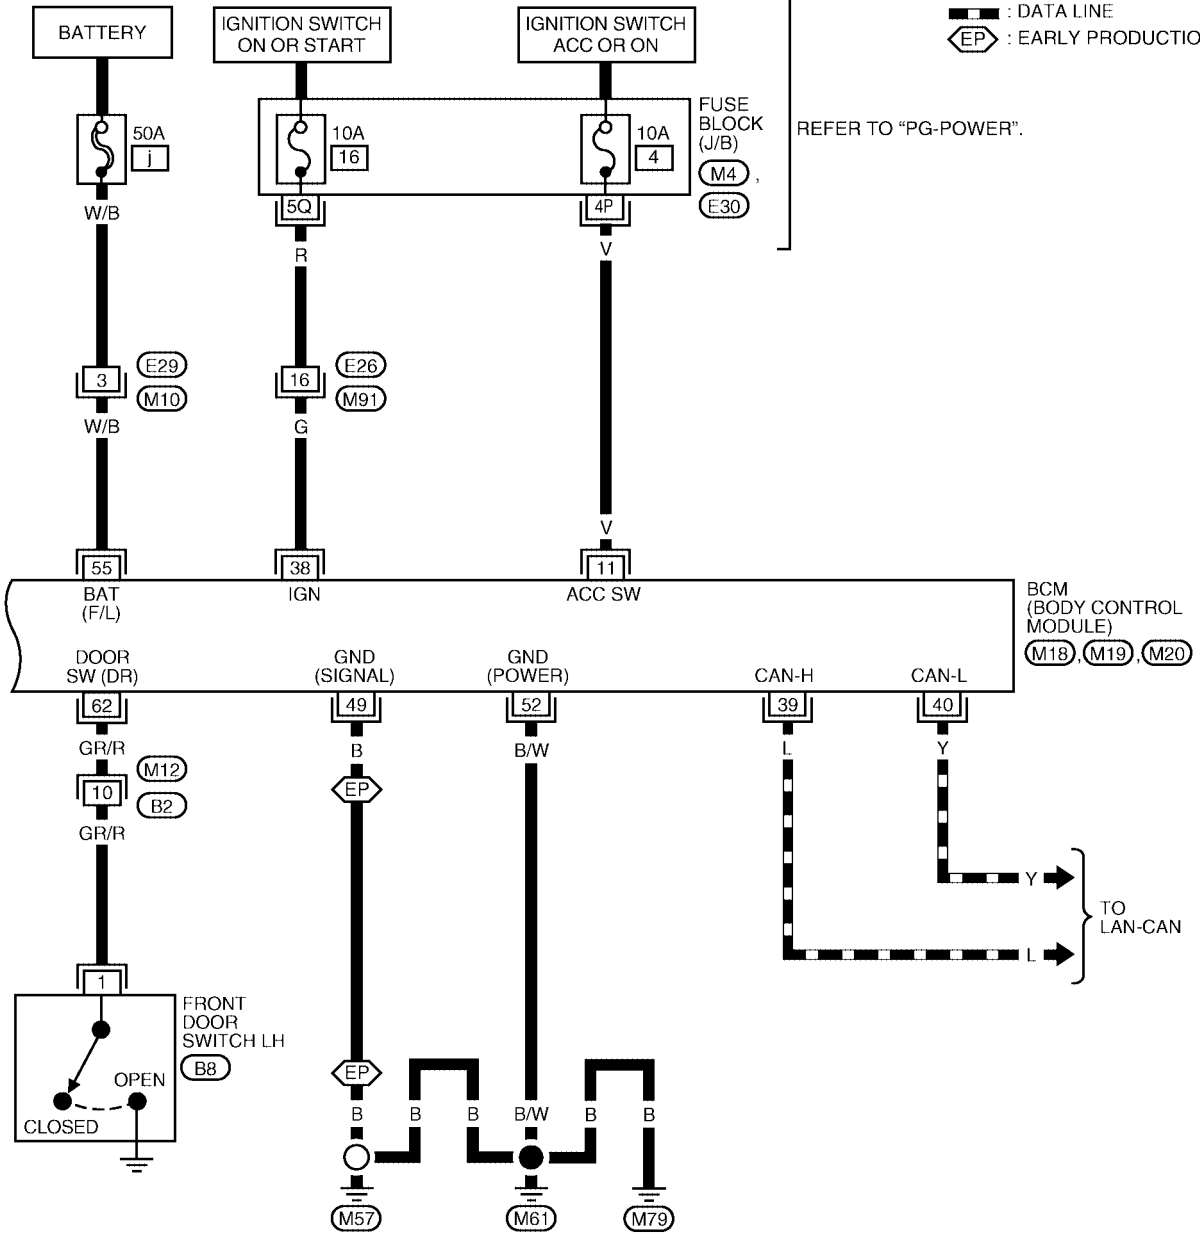 BATTERY
IGNITION SWITCH
ON OR START
IGNITION SWITCH
ACC OR ON
: DATA LINE
EP : EARLY PRODUCTIO
50A
j
10A
16
10A
4
FUSE
BLOCK
(J/B)
M4 ,
E30
REFER TO “PG-POWER”.
5Q
4P
W/B
R
V
3
E29
M10
16
E26
M91
W/B
G
V
55
38
11
BAT
(F/L)
IGN
ACC SW
BCM
(BODY CONTROL
MODULE)
M18 , M19 , M20
DOOR
SW (DR)
GND
(SIGNAL)
GND
(POWER)
CAN-H
CAN-L
62
49
52
39
40
GR/R
B
B/W
L
Y
M12
10
B2
EP
GR/R
Y
L
TO
LAN-CAN
1
FRONT
DOOR
SWITCH LH
B8
OPEN
CLOSED
EP
B
B
B
B/W
B
B
M57
M61
M79